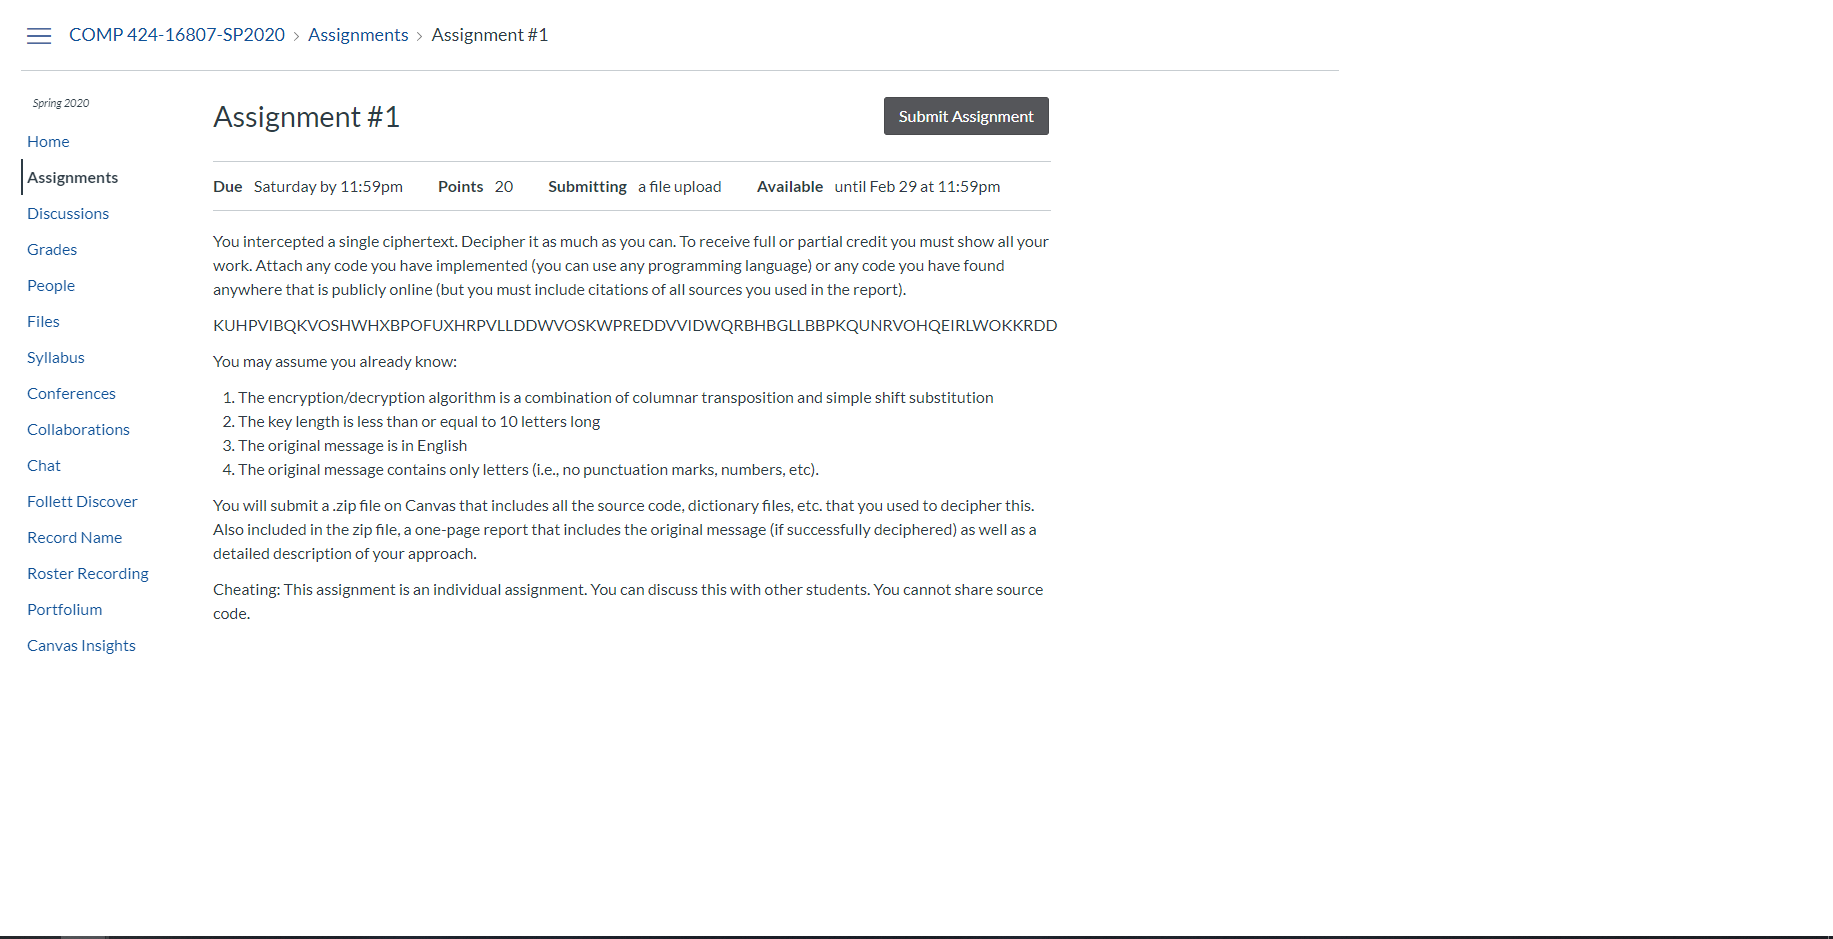 COMP 424-16807-SP2020 › Assignments › Assignment #1
Spring 2020
Home
Assignments
Discussions
Grades
People
Files
Syllabus
Conferences
Collaborations
Chat
Follett Discover
Record Name
Roster Recording
Portfolium
Canvas Insights
Assignment #1
Submit Assignment
Due Saturday by 11:59pm Points 20 Submitting a file upload Available until Feb 29 at 11:59pm
You intercepted a single ciphertext. Decipher it as much as you can. To receive full or partial credit you must show all your
work. Attach any code you have implemented (you can use any programming language) or any code you have found
anywhere that is publicly online (but you must include citations of all sources you used in the report).
KUHPVIBQKVOSHWHXBPOFUXHRPVLLDDWVOSKWPREDDVVIDWQRBHBGLLBBPKQUNRVOHQEIRLWOKKRDD
You may assume you already know:
1. The encryption/decryption algorithm is a combination of columnar transposition and simple shift substitution
2. The key length is less than or equal to 10 letters long
3. The original message is in English
4. The original message contains only letters (i.e., no punctuation marks, numbers, etc).
You will submit a .zip file on Canvas that includes all the source code, dictionary files, etc. that you used to decipher this.
Also included in the zip file, a one-page report that includes the original message (if successfully deciphered) as well as a
detailed description of your approach.
Cheating: This assignment is an individual assignment. You can discuss this with other students. You cannot share source
code.